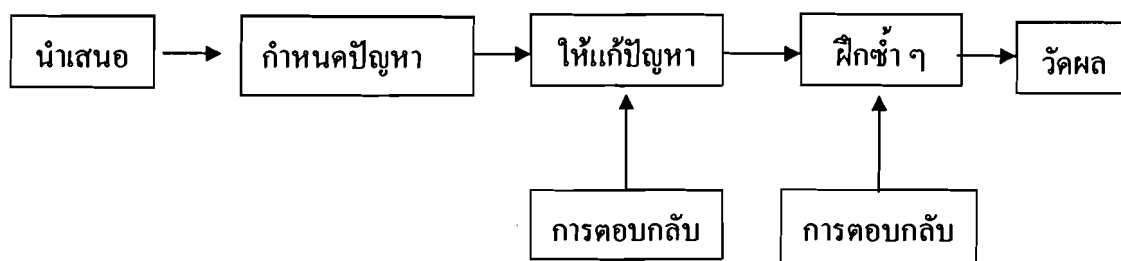 นำเสนอ
กำหนดปัญหา
ให้แก้ปัญหา
ฝึกซ้ำ ๆ
วัดผล
การตอบกลับ
การตอบกลับ